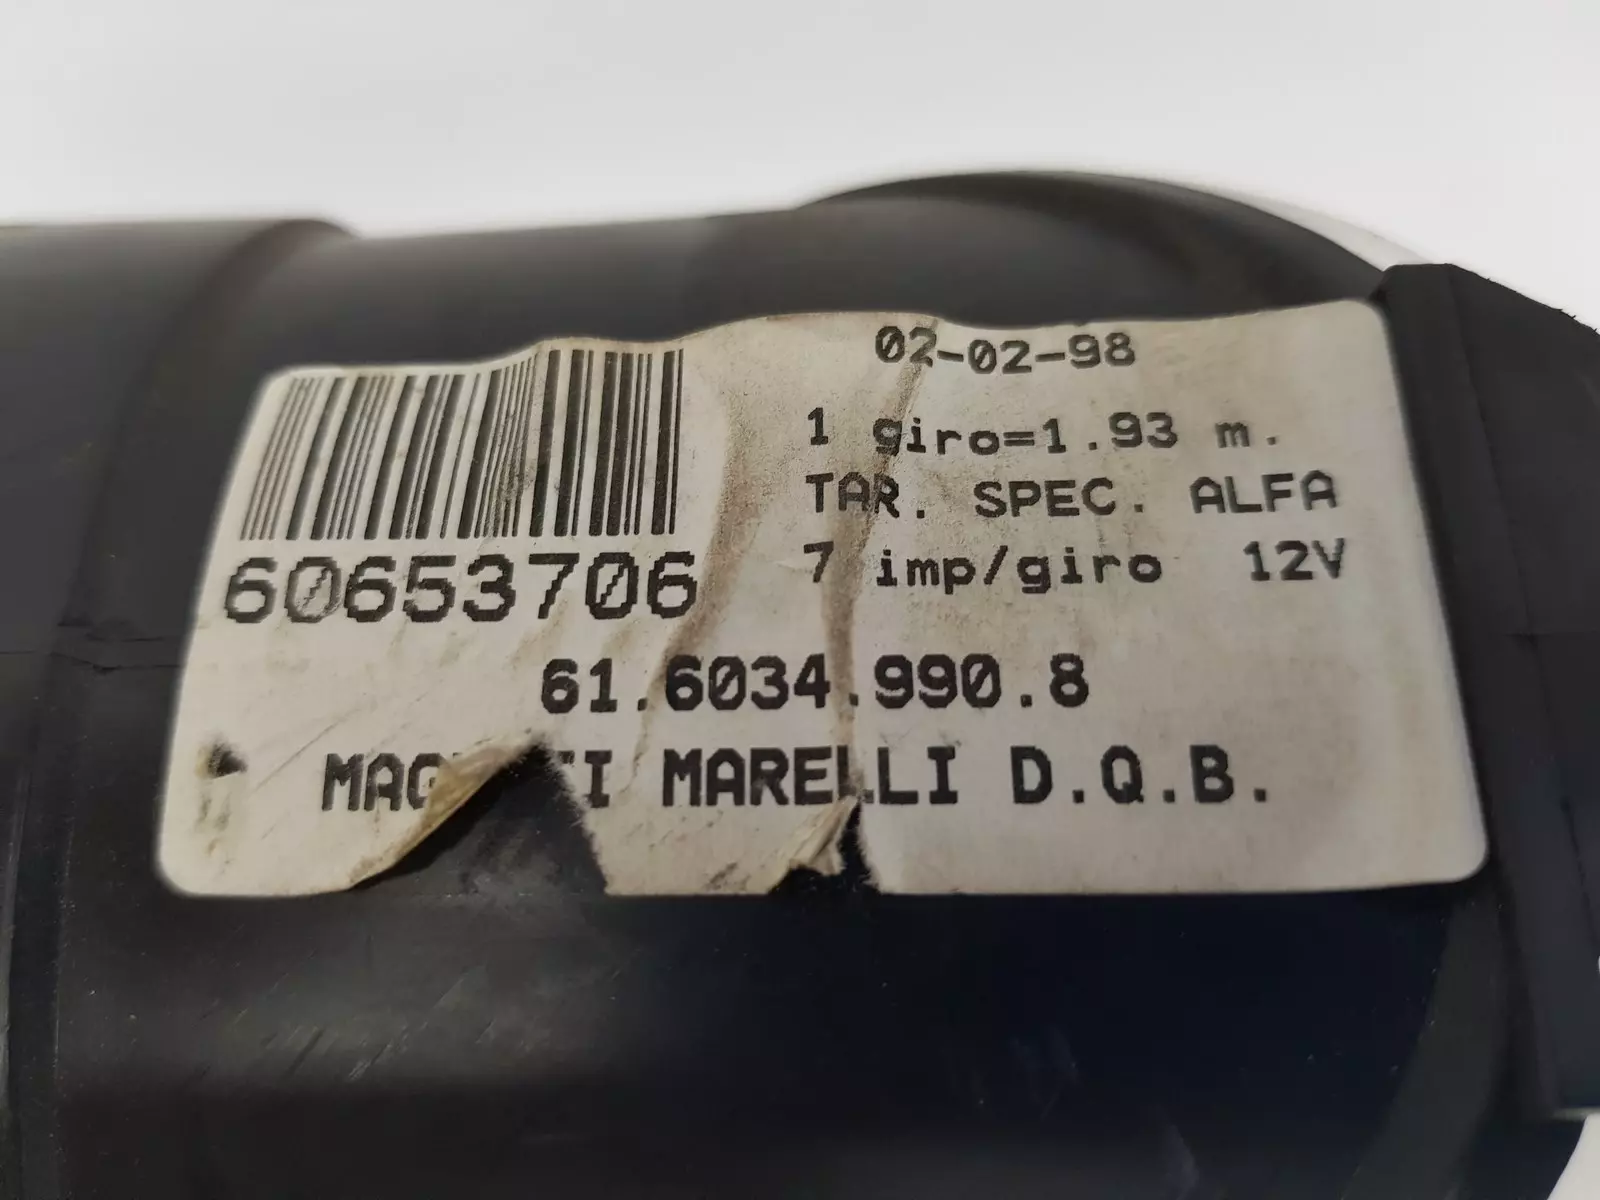 02-02-98
1 giro=1.93 m.
TAR. SPEC. ALFA
7 imp/giro 12V
60653706
61.6034.990.8
MARELLI D.Q.B.